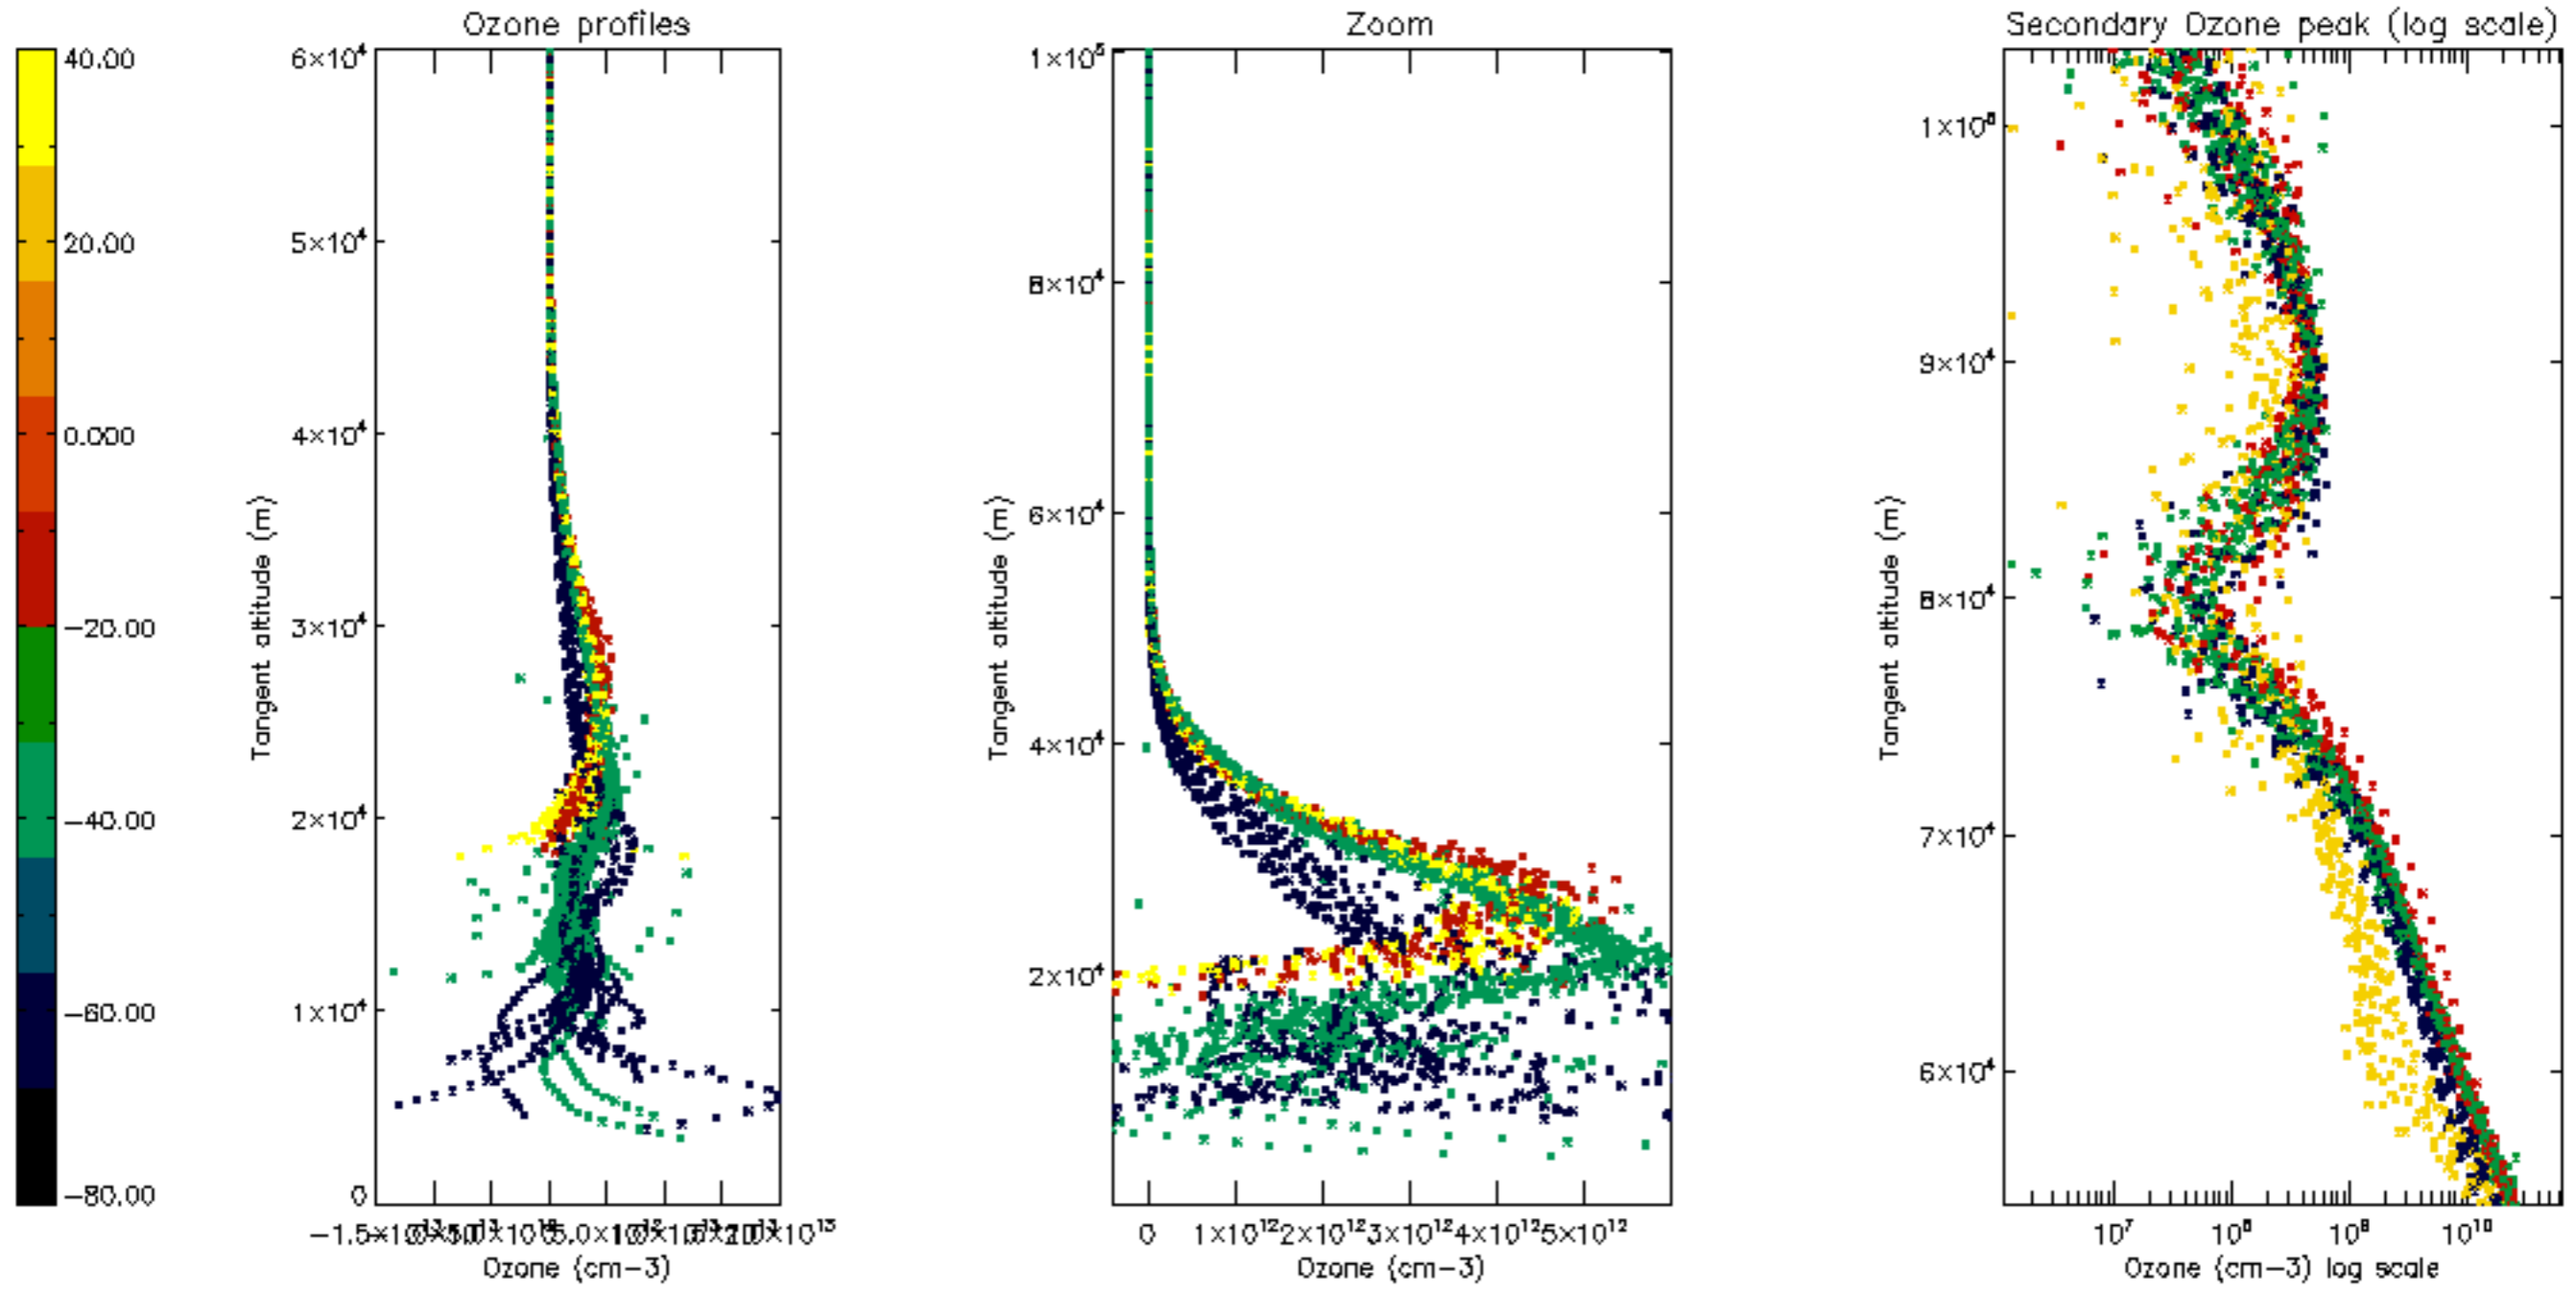 Ozone profiles
Zoom
Secondary Ozone peak (log scale)
40.00
20.00
0.000
−20.00
−40.00
−60.00
−80.00
6×10⁴
5×10⁴
4×10⁴
3×10⁴
2×10⁴
1×10⁴
0
Tangent altitude (m)
Ozone (cm−3)
1×10⁵
8×10⁴
6×10⁴
4×10⁴
2×10⁴
Tangent altitude (m)
0 1×10¹² 2×10¹² 3×10¹² 4×10¹² 5×10¹²
Ozone (cm−3)
1×10⁵
9×10⁴
8×10⁴
7×10⁴
6×10⁴
Tangent altitude (m)
10⁷ 10⁸ 10⁹ 10¹⁰
Ozone (cm−3) log scale